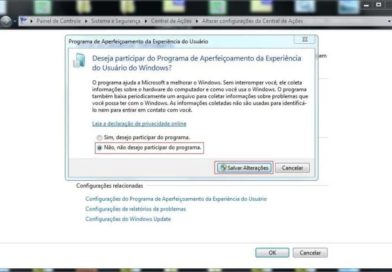 Painel de Controle ▸ Sistema e Segurança ▸ Central de Ações ▸ Alterar configurações da Central de Ações
Programa de Aperfeiçoamento da Experiência do Usuário
Deseja participar do Programa de Aperfeiçoamento da Experiência
do Usuário do Windows?
O programa ajuda a Microsoft a melhorar o Windows. Sem interromper você, ele coleta
informações sobre o hardware do computador e como você usa o Windows. O programa
também baixa periodicamente um arquivo para coletar informações sobre problemas que
você possa ter com o Windows. As informações coletadas não são usadas para identificá-
lo nem para entrar em contato com você.
Leia a declaração de privacidade online
Sim, desejo participar do programa.
Não, não desejo participar do programa.
Salvar Alterações
Cancelar
Configurações relacionadas
Configurações do Programa de Aperfeiçoamento da Experiência do Usuário
Configurações de relatórios de problemas
Configurações do Windows Update
OK
Cancelar